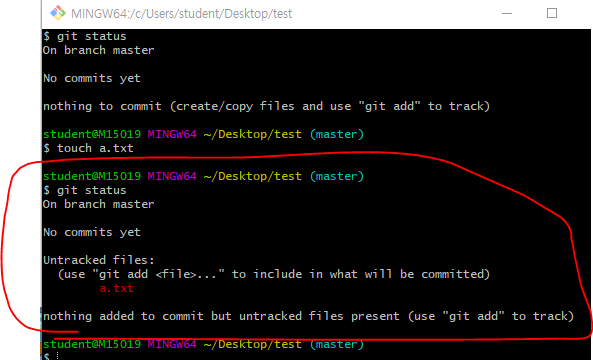 MINGW64:/c/Users/student/Desktop/test
$ git status
On branch master
No commits yet
nothing to commit (create/copy files and use "git add" to track)
student@M15019 MINGW64 ~/Desktop/test (master)
$ touch a.txt
student@M15019 MINGW64 ~/Desktop/test (master)
$ git status
On branch master
No commits yet
Untracked files:
  (use "git add <file>..." to include in what will be committed)
        a.txt
nothing added to commit but untracked files present (use "git add" to track)
student@M15019 MINGW64 ~/Desktop/test (master)
$